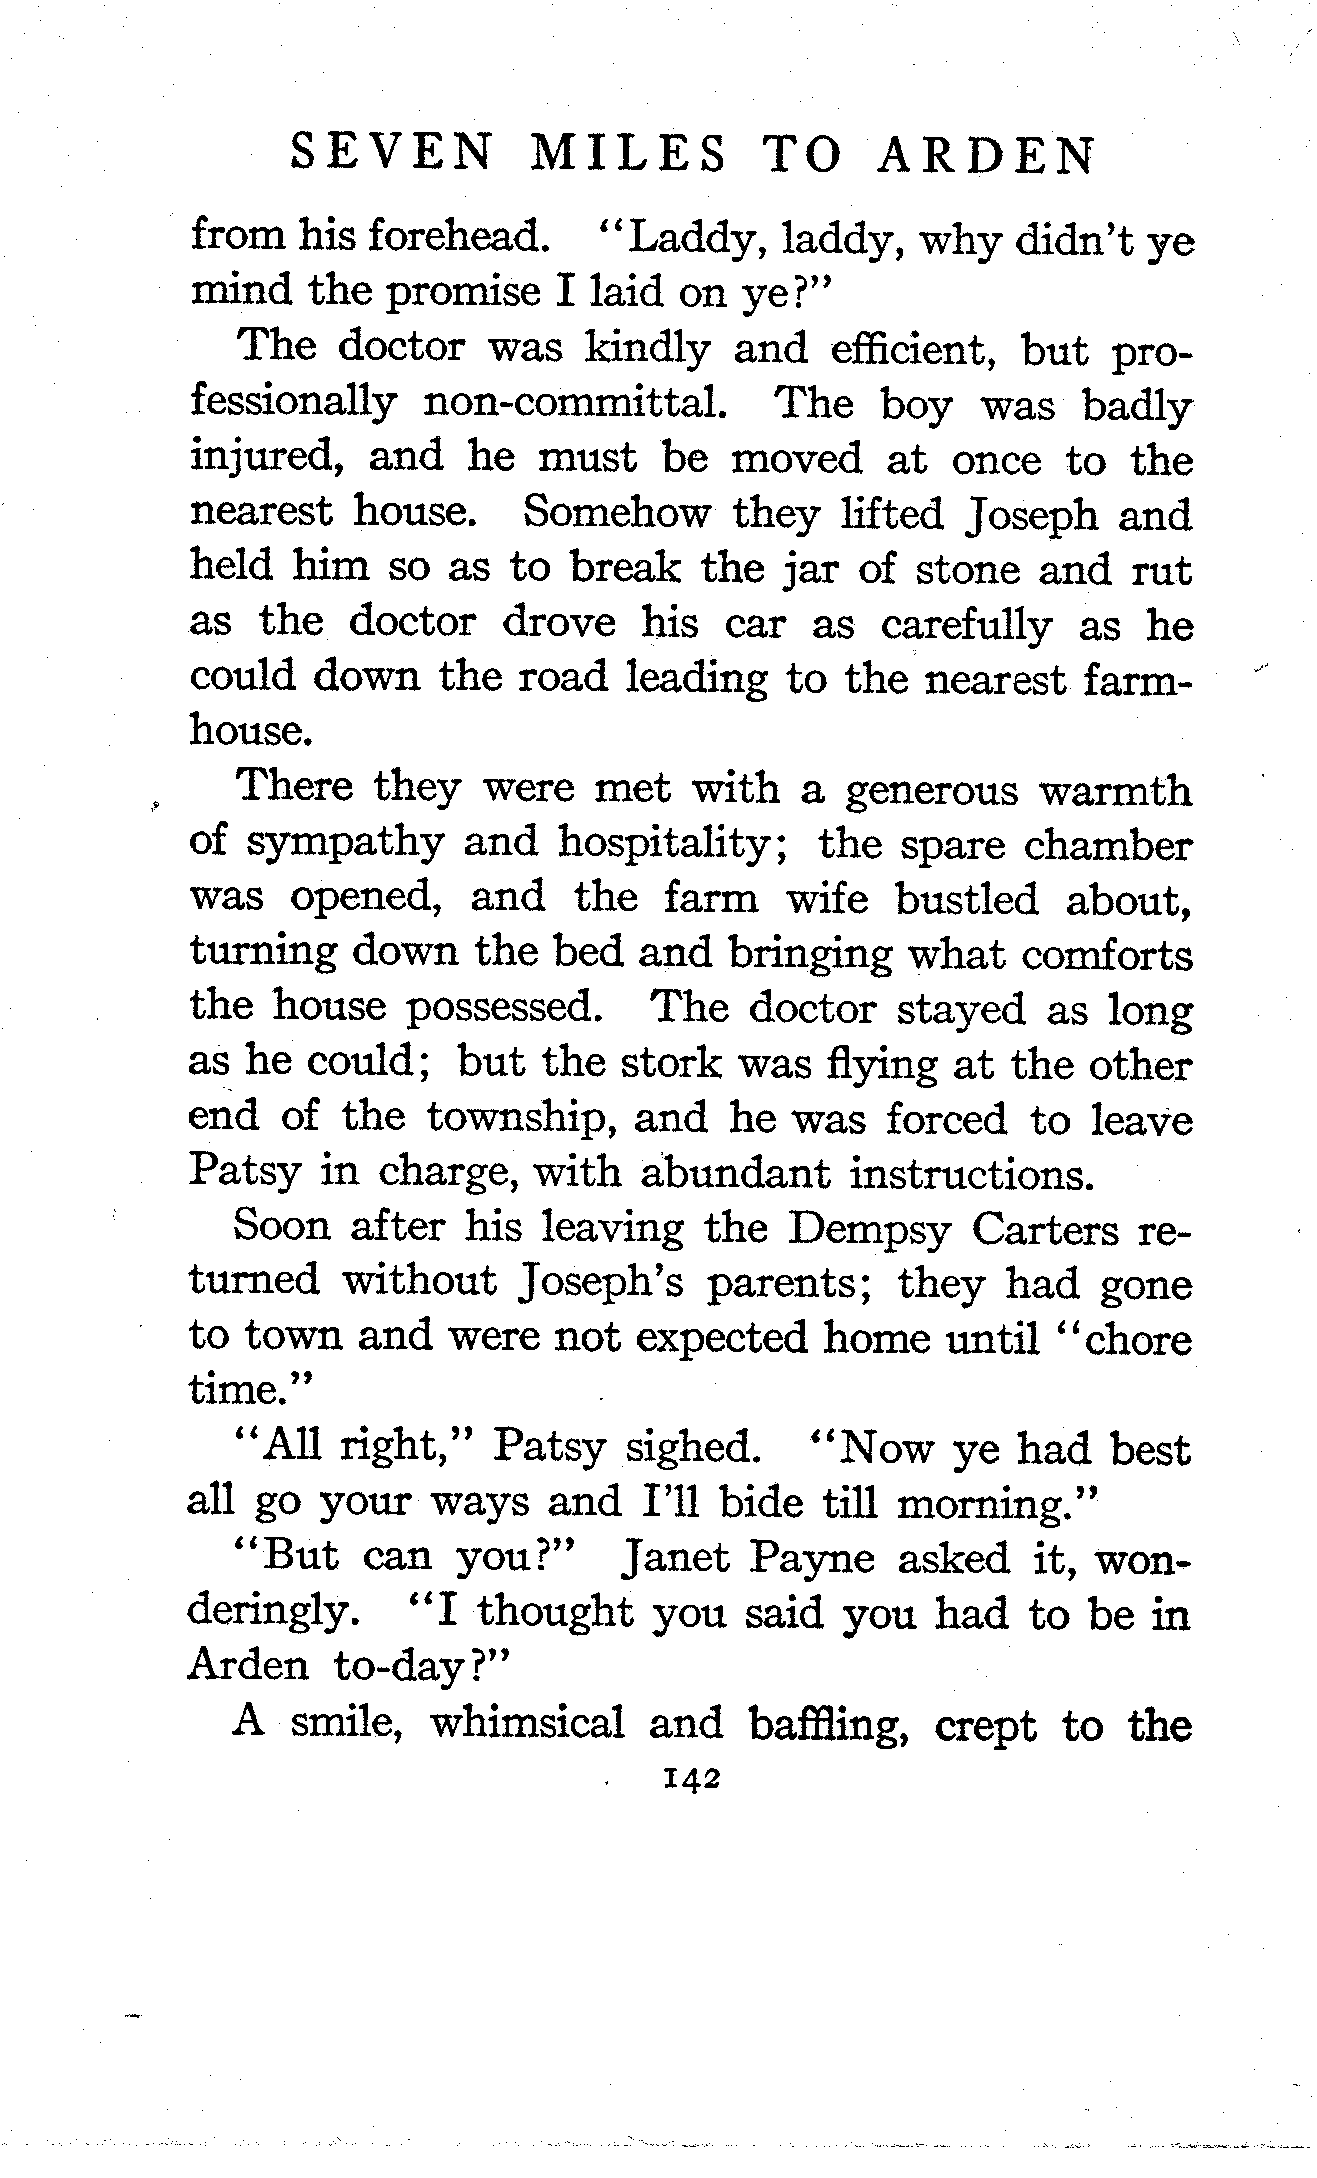 SEVEN MILES TO ARDEN
from his forehead. "Laddy, laddy, why didn't ye
mind the promise I laid on ye?"
The doctor was kindly and efficient, but pro-
fessionally non-committal. The boy was badly
injured, and he must be moved at once to the
nearest house. Somehow they lifted Joseph and
held him so as to break the jar of stone and rut
as the doctor drove his car as carefully as he
could down the road leading to the nearest farm-
house.
There they were met with a generous warmth
of sympathy and hospitality; the spare chamber
was opened, and the farm wife bustled about,
turning down the bed and bringing what comforts
the house possessed. The doctor stayed as long
as he could; but the stork was flying at the other
end of the township, and he was forced to leave
Patsy in charge, with abundant instructions.
Soon after his leaving the Dempsy Carters re-
turned without Joseph's parents; they had gone
to town and were not expected home until "chore
time."
"All right," Patsy sighed. "Now ye had best
all go your ways and I'll bide till morning."
"But can you?" Janet Payne asked it, won-
deringly. "I thought you said you had to be in
Arden to-day?"
A smile, whimsical and baffling, crept to the
142